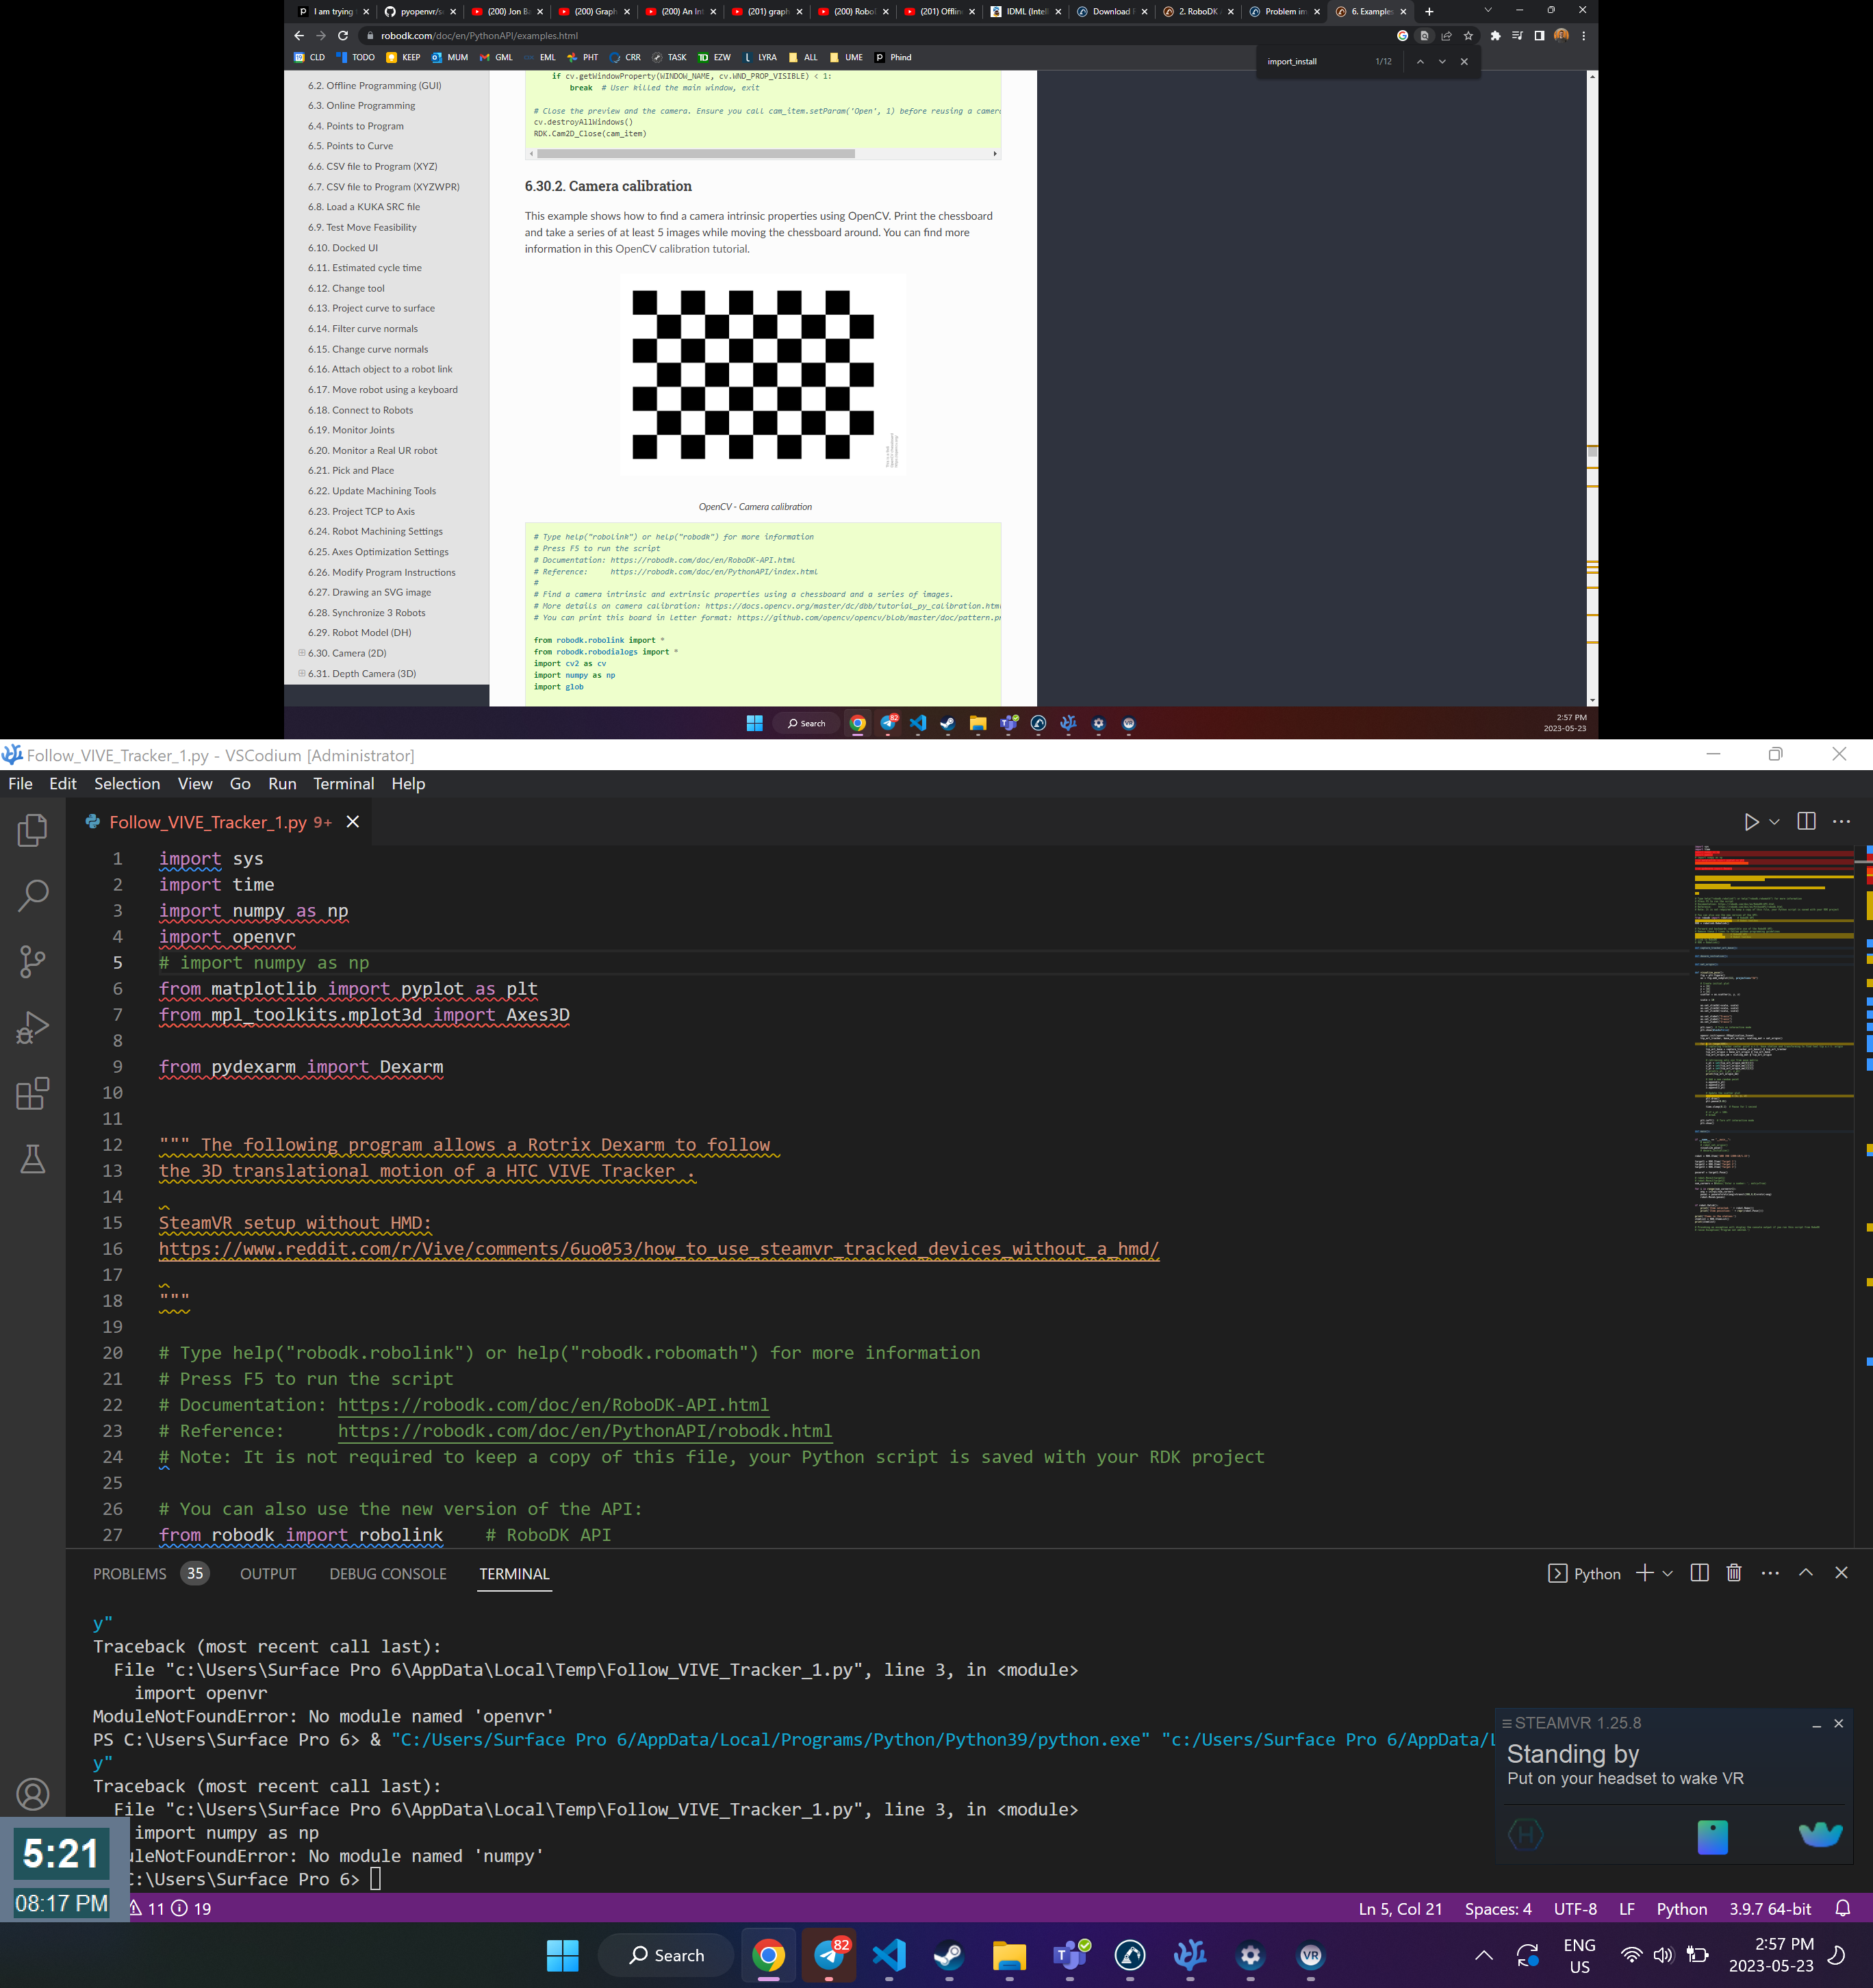 I am trying
pyopenvr/s
(200) Jon B
(200) Graph
(200) An In
(201) graph
(200) Robo
(201) Offlin
IDML (Intel
Download
2. RoboDK
Problem in
6. Examples
robodk.com/doc/en/PythonAPI/examples.html
CLD
TODO
KEEP
MUM
GML
EML
PHT
CRR
TASK
EZW
LYRA
ALL
UME
Phind
import_install
1/12
6.2. Offline Programming (GUI)
6.3. Online Programming
6.4. Points to Program
6.5. Points to Curve
6.6. CSV file to Program (XYZ)
6.7. CSV file to Program (XYZWPR)
6.8. Load a KUKA SRC file
6.9. Test Move Feasibility
6.10. Docked UI
6.11. Estimated cycle time
6.12. Change tool
6.13. Project curve to surface
6.14. Filter curve normals
6.15. Change curve normals
6.16. Attach object to a robot link
6.17. Move robot using a keyboard
6.18. Connect to Robots
6.19. Monitor Joints
6.20. Monitor a Real UR robot
6.21. Pick and Place
6.22. Update Machining Tools
6.23. Project TCP to Axis
6.24. Robot Machining Settings
6.25. Axes Optimization Settings
6.26. Modify Program Instructions
6.27. Drawing an SVG image
6.28. Synchronize 3 Robots
6.29. Robot Model (DH)
6.30. Camera (2D)
6.31. Depth Camera (3D)
if cv.getWindowProperty(WINDOW_NAME, cv.WND_PROP_VISIBLE) < 1:
break # User killed the main window, exit
# Close the preview and the camera. Ensure you call cam_item.setParam('Open', 1) before reusing a camera
cv.destroyAllWindows()
RDK.Cam2D_Close(cam_item)
6.30.2. Camera calibration
This example shows how to find a camera intrinsic properties using OpenCV. Print the chessboard
and take a series of at least 5 images while moving the chessboard around. You can find more
information in this OpenCV calibration tutorial.
OpenCV - Camera calibration
# Type help("robolink") or help("robodk") for more information
# Press F5 to run the script
# Documentation: https://robodk.com/doc/en/RoboDK-API.html
# Reference: https://robodk.com/doc/en/PythonAPI/index.html
#
# Find a camera intrinsic and extrinsic properties using a chessboard and a series of images.
# More details on camera calibration: https://docs.opencv.org/master/dc/dbb/tutorial_py_calibration.htm
# You can print this board in letter format: https://github.com/opencv/opencv/blob/master/doc/pattern.p
from robodk.robolink import *
from robodk.robodialogs import *
import cv2 as cv
import numpy as np
import glob
Search
82
2:57 PM
2023-05-23
Follow_VIVE_Tracker_1.py - VSCodium [Administrator]
File Edit Selection View Go Run Terminal Help
Follow_VIVE_Tracker_1.py 9+
1 import sys
2 import time
3 import numpy as np
4 import openvr
5 # import numpy as np
6 from matplotlib import pyplot as plt
7 from mpl_toolkits.mplot3d import Axes3D
8
9 from pydexarm import Dexarm
10
11
12 """ The following program allows a Rotrix Dexarm to follow
13 the 3D translational motion of a HTC VIVE Tracker .
14
15 SteamVR setup without HMD:
16 https://www.reddit.com/r/Vive/comments/6uo053/how_to_use_steamvr_tracked_devices_without_a_hmd/
17
18 """
19
20 # Type help("robodk.robolink") or help("robodk.robomath") for more information
21 # Press F5 to run the script
22 # Documentation: https://robodk.com/doc/en/RoboDK-API.html
23 # Reference: https://robodk.com/doc/en/PythonAPI/robodk.html
24 # Note: It is not required to keep a copy of this file, your Python script is saved with your RDK project
25
26 # You can also use the new version of the API:
27 from robodk import robolink # RoboDK API
PROBLEMS 35 OUTPUT DEBUG CONSOLE TERMINAL
Python
y"
Traceback (most recent call last):
File "c:\Users\Surface Pro 6\AppData\Local\Temp\Follow_VIVE_Tracker_1.py", line 3, in <module>
import openvr
ModuleNotFoundError: No module named 'openvr'
PS C:\Users\Surface Pro 6> & "C:/Users/Surface Pro 6/AppData/Local/Programs/Python/Python39/python.exe" "c:/Users/Surface Pro 6/AppData/L
y"
Traceback (most recent call last):
File "c:\Users\Surface Pro 6\AppData\Local\Temp\Follow_VIVE_Tracker_1.py", line 3, in <module>
import numpy as np
uleNotFoundError: No module named 'numpy'
C:\Users\Surface Pro 6>
STEAMVR 1.25.8
Standing by
Put on your headset to wake VR
5:21
08:17 PM
11 19
Ln 5, Col 21 Spaces: 4 UTF-8 LF Python 3.9.7 64-bit
Search
82
VR
ENG
US
2:57 PM
2023-05-23